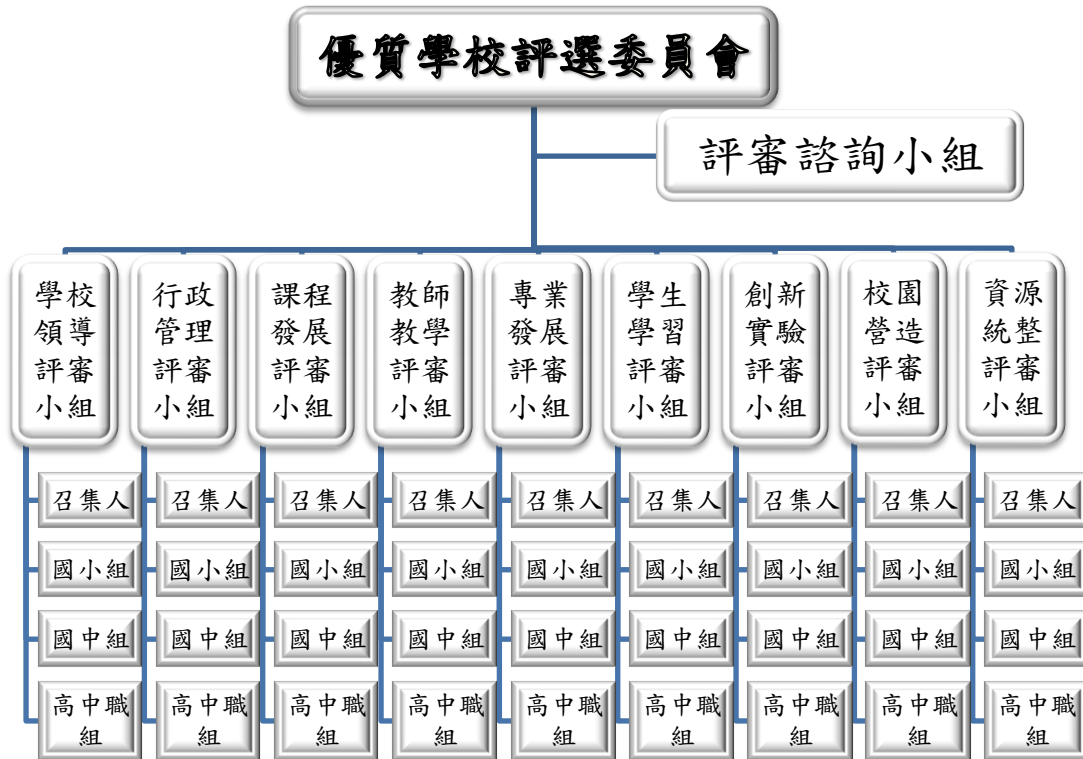 優質學校評選委員會
評審諮詢小組
學校
領導
評審
小組
行政
管理
評審
小組
課程
發展
評審
小組
教師
教學
評審
小組
專業
發展
評審
小組
學生
學習
評審
小組
創新
實驗
評審
小組
校園
營造
評審
小組
資源
統整
評審
小組
召集人
召集人
召集人
召集人
召集人
召集人
召集人
召集人
召集人
國小組
國小組
國小組
國小組
國小組
國小組
國小組
國小組
國小組
國中組
國中組
國中組
國中組
國中組
國中組
國中組
國中組
國中組
高中職
組
高中職
組
高中職
組
高中職
組
高中職
組
高中職
組
高中職
組
高中職
組
高中職
組